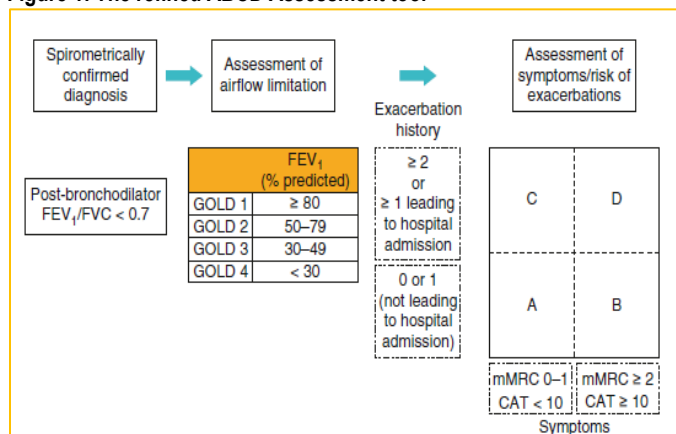 Spirometrically
confirmed
diagnosis
Assessment of
airflow limitation
Assessment of
symptoms/risk of
exacerbations
Post-bronchodilator
FEV₁/FVC < 0.7
FEV₁
(% predicted)
GOLD 1 ≥ 80
GOLD 2 50–79
GOLD 3 30–49
GOLD 4 < 30
Exacerbation
history
≥ 2
or
≥ 1 leading
to hospital
admission
0 or 1
(not leading
to hospital
admission)
C D
A B
mMRC 0–1 mMRC ≥ 2
CAT < 10 CAT ≥ 10
Symptoms